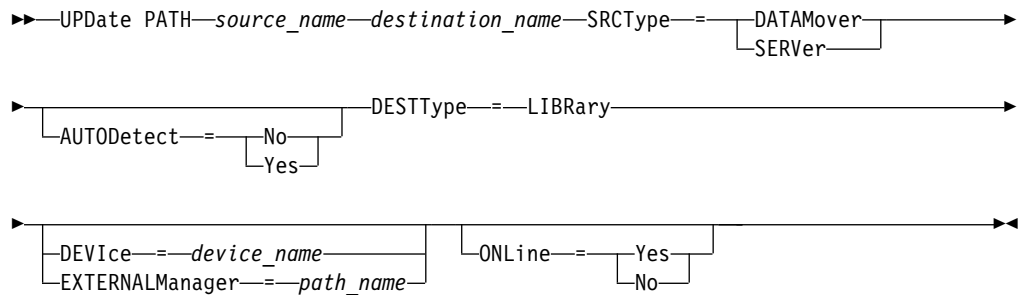 UPDate PATH source_name destination_name SRCType = DATAMover
SERVer
AUTODetect = No
Yes
DESTType = LIBRary
DEVIce = device_name
EXTERNALManager = path_name
ONLine = Yes
No